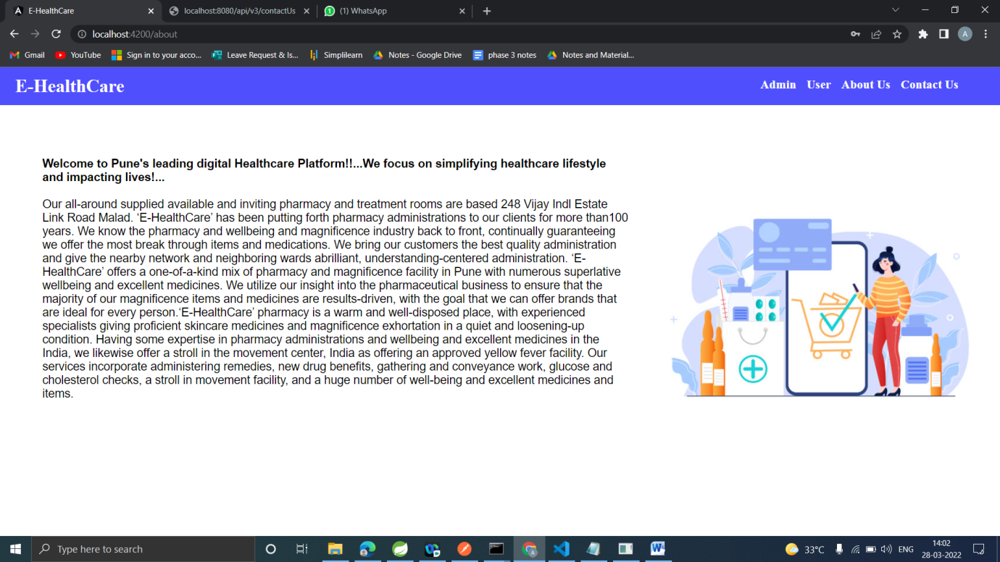 E-HealthCare
localhost:8080/api/v3/contactUs
(1) WhatsApp
localhost:4200/about
A
Gmail
YouTube
Sign in to your acco...
Leave Request & Is...
Simplilearn
Notes - Google Drive
phase 3 notes
Notes and Material...
E-HealthCare
Admin
User
About Us
Contact Us
Welcome to Pune's leading digital Healthcare Platform!!...We focus on simplifying healthcare lifestyle
and impacting lives!...
Our all-around supplied available and inviting pharmacy and treatment rooms are based 248 Vijay Indl Estate
Link Road Malad. ‘E-HealthCare’ has been putting forth pharmacy administrations to our clients for more than100
years. We know the pharmacy and wellbeing and magnificence industry back to front, continually guaranteeing
we offer the most break through items and medications. We bring our customers the best quality administration
and give the nearby network and neighboring wards abrilliant, understanding-centered administration. ‘E-
HealthCare’ offers a one-of-a-kind mix of pharmacy and magnificence facility in Pune with numerous superlative
wellbeing and excellent medicines. We utilize our insight into the pharmaceutical business to ensure that the
majority of our magnificence items and medicines are results-driven, with the goal that we can offer brands that
are ideal for every person.‘E-HealthCare’ pharmacy is a warm and well-disposed place, with experienced
specialists giving proficient skincare medicines and magnificence exhortation in a quiet and loosening-up
condition. Having some expertise in pharmacy administrations and wellbeing and excellent medicines in the
India, we likewise offer a stroll in the movement center, India as offering an approved yellow fever facility. Our
services incorporate administering remedies, new drug benefits, gathering and conveyance work, glucose and
cholesterol checks, a stroll in movement facility, and a huge number of well-being and excellent medicines and
items.
Type here to search
33°C
ENG
14:02
28-03-2022